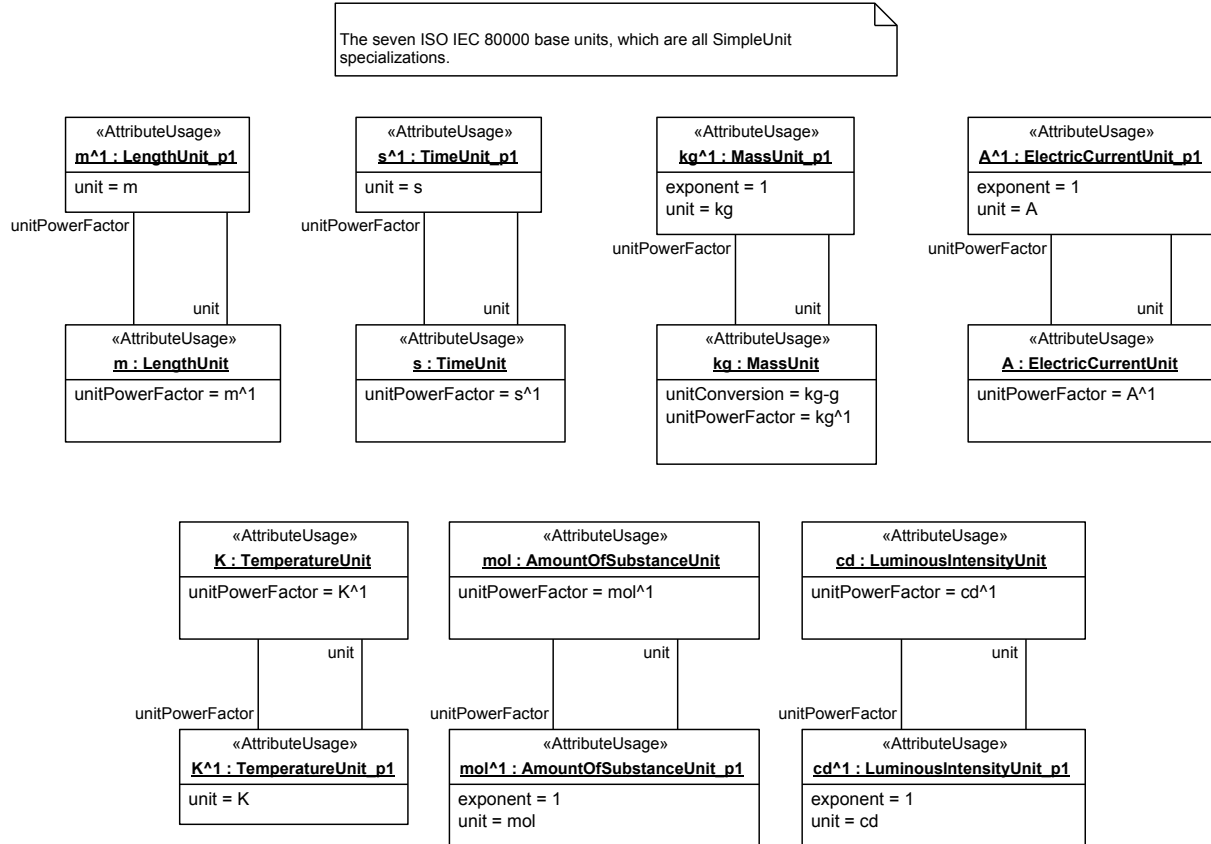 The seven ISO IEC 80000 base units, which are all SimpleUnit
specializations.
«AttributeUsage»
m^1 : LengthUnit_p1
unit = m
unitPowerFactor
unit
«AttributeUsage»
m : LengthUnit
unitPowerFactor = m^1
«AttributeUsage»
s^1 : TimeUnit_p1
unit = s
unitPowerFactor
unit
«AttributeUsage»
s : TimeUnit
unitPowerFactor = s^1
«AttributeUsage»
kg^1 : MassUnit_p1
exponent = 1
unit = kg
unitPowerFactor
unit
«AttributeUsage»
kg : MassUnit
unitConversion = kg-g
unitPowerFactor = kg^1
«AttributeUsage»
A^1 : ElectricCurrentUnit_p1
exponent = 1
unit = A
unitPowerFactor
unit
«AttributeUsage»
A : ElectricCurrentUnit
unitPowerFactor = A^1
«AttributeUsage»
K : TemperatureUnit
unitPowerFactor = K^1
unit
unitPowerFactor
«AttributeUsage»
K^1 : TemperatureUnit_p1
unit = K
«AttributeUsage»
mol : AmountOfSubstanceUnit
unitPowerFactor = mol^1
unit
unitPowerFactor
«AttributeUsage»
mol^1 : AmountOfSubstanceUnit_p1
exponent = 1
unit = mol
«AttributeUsage»
cd : LuminousIntensityUnit
unitPowerFactor = cd^1
unit
unitPowerFactor
«AttributeUsage»
cd^1 : LuminousIntensityUnit_p1
exponent = 1
unit = cd